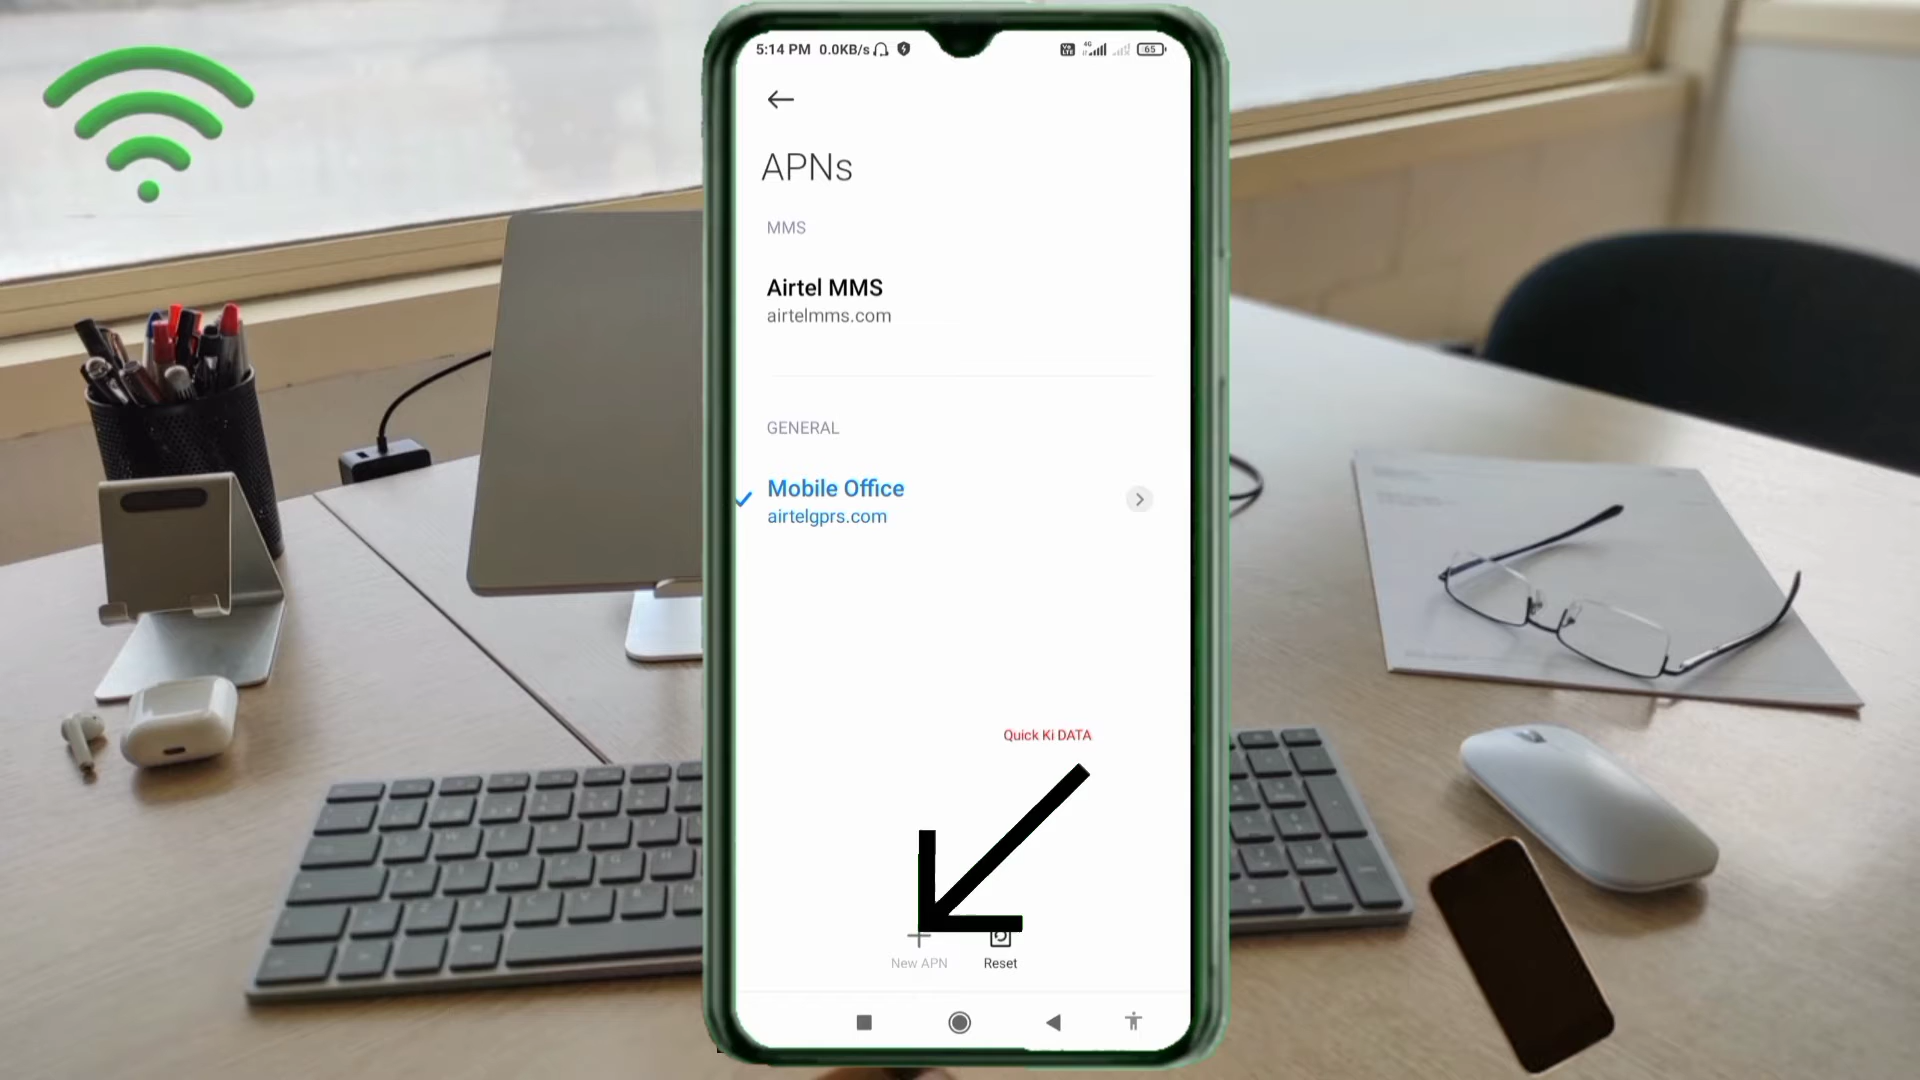 5:14 PM 0.0KB/s
65
APNs
MMS
Airtel MMS
airtelmms.com
GENERAL
Mobile Office
airtelgprs.com
Quick Ki DATA
New APN
Reset